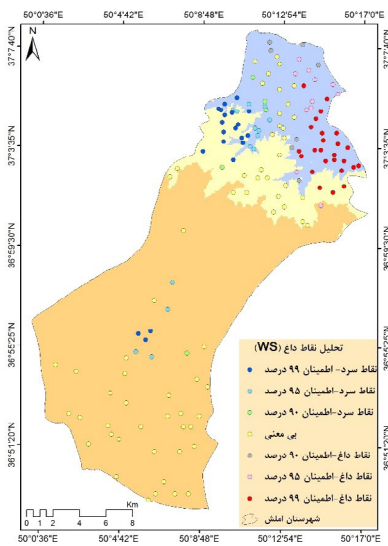 50°0'36"E 50°4'42"E 50°8'48"E 50°12'54"E 50°17'0"E
N
37°7'40"N
37°3'35"N
36°59'30"N
36°55'25"N
36°51'20"N
تحلیل نقاط داغ (WS)
نقاط سرد-اطمینان ۹۹ درصد
نقاط سرد-اطمینان ۹۵ درصد
نقاط سرد-اطمینان ۹۰ درصد
بی معنی
نقاط داغ-اطمینان ۹۰ درصد
نقاط داغ-اطمینان ۹۵ درصد
نقاط داغ-اطمینان ۹۹ درصد
شهرستان املش
Km
0 1 2 4 6 8
50°0'36"E 50°4'42"E 50°8'48"E 50°12'54"E 50°17'0"E